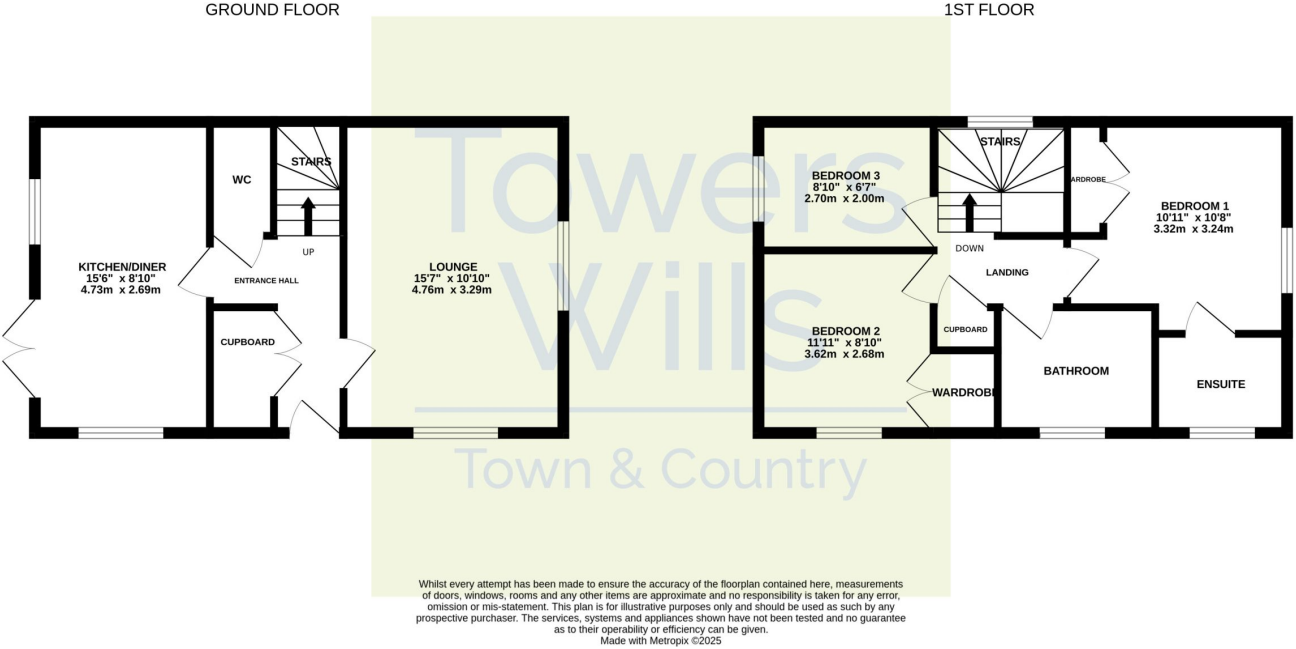 GROUND FLOOR
1ST FLOOR
KITCHEN/DINER
15'6" x 8'10"
4.73m x 2.69m
WC
STAIRS
UP
ENTRANCE HALL
CUPBOARD
LOUNGE
15'7" x 10'10"
4.76m x 3.29m
BEDROOM 3
8'10" x 6'7"
2.70m x 2.00m
STAIRS
DOWN
LANDING
ARDROBE
BEDROOM 1
10'11" x 10'8"
3.32m x 3.24m
BEDROOM 2
11'11" x 8'10"
3.62m x 2.68m
CUPBOARD
WARDROBE
BATHROOM
ENSUITE
Towers
Wills
Town & Country
Whilst every attempt has been made to ensure the accuracy of the floorplan contained here, measurements
of doors, windows, rooms and any other items are approximate and no responsibility is taken for any error,
omission or mis-statement. This plan is for illustrative purposes only and should be used as such by any
prospective purchaser. The services, systems and appliances shown have not been tested and no guarantee
as to their operability or efficiency can be given.
Made with Metropix ©2025